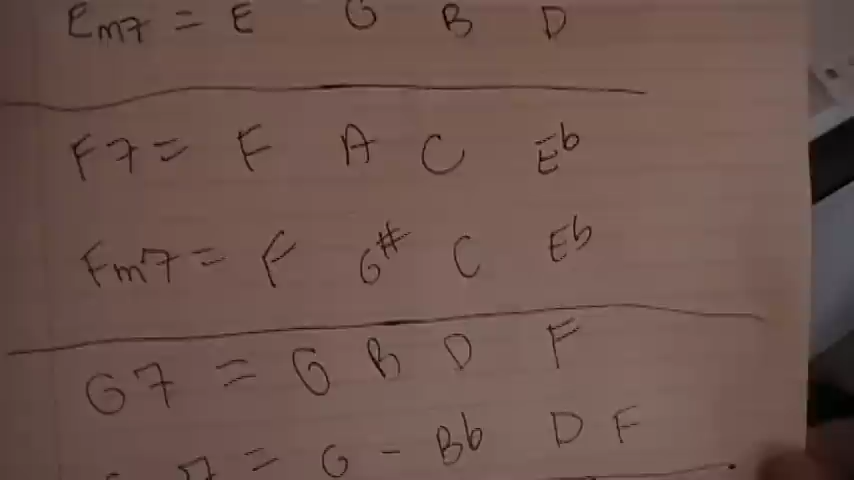 Em7 = E G B D
F7 = F A C Eb
Fm7 = F G# C Eb
G7 = G B D F
7 = G - Bb D F